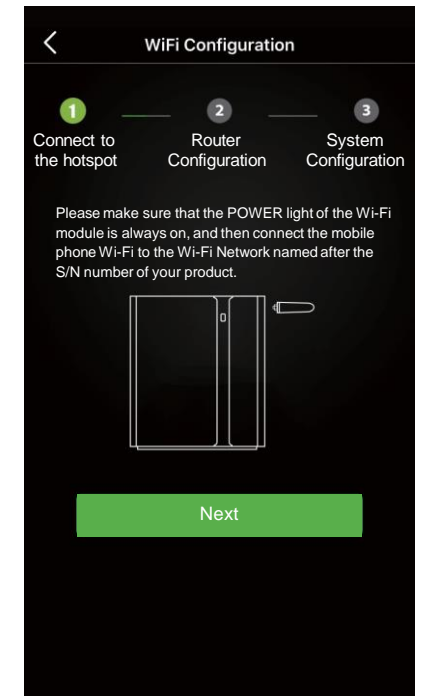 WiFi Configuration
1 2 3
Connect to the hotspot
Router Configuration
System Configuration
Please make sure that the POWER light of the Wi-Fi
module is always on, and then connect the mobile
phone Wi-Fi to the Wi-Fi Network named after the
S/N number of your product.
Next